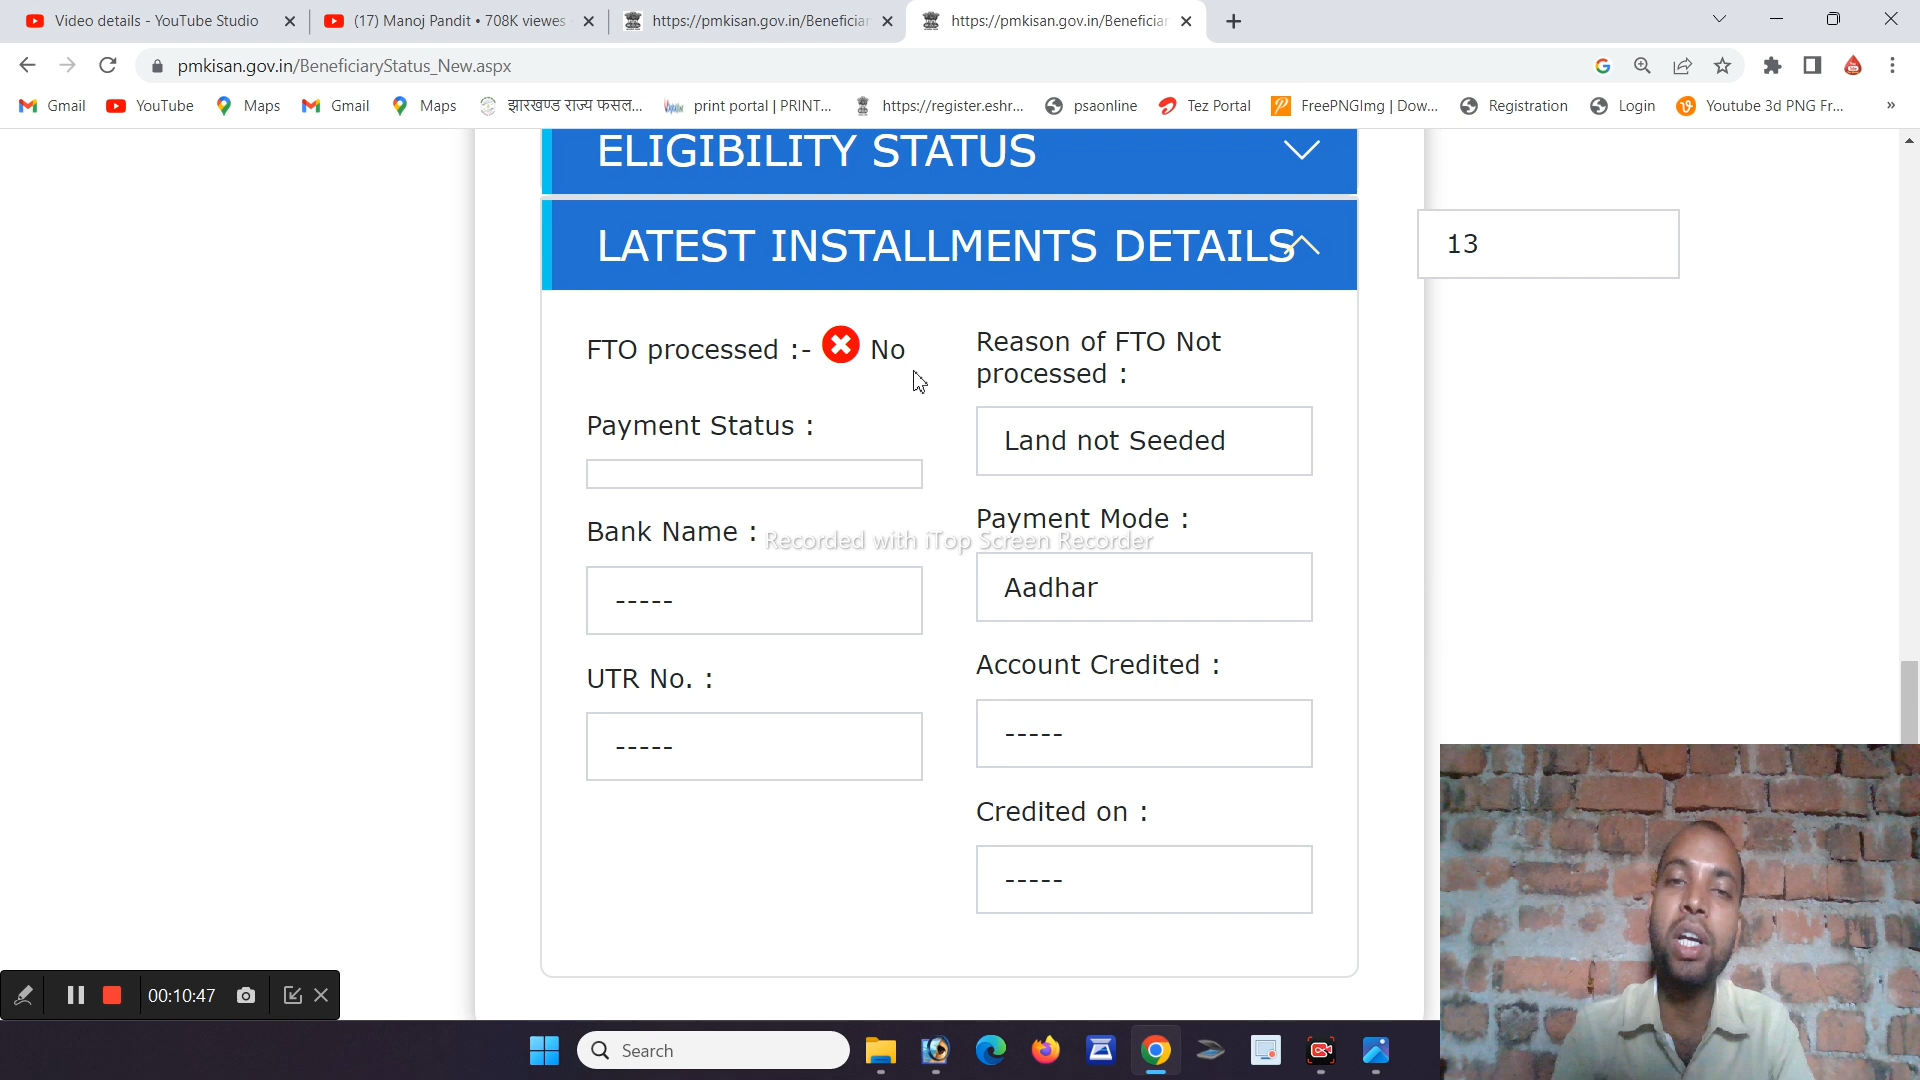 Video details - YouTube Studio
(17) Manoj Pandit • 708K viewes
https://pmkisan.gov.in/Beneficiar
https://pmkisan.gov.in/Beneficiar
pmkisan.gov.in/BeneficiaryStatus_New.aspx
Gmail
YouTube
Maps
Gmail
Maps
झारखण्ड राज्य फसल...
print portal | PRINT...
https://register.eshr...
psaonline
Tez Portal
FreePNGImg | Dow...
Registration
Login
Youtube 3d PNG Fr...
»
ELIGIBILITY STATUS
LATEST INSTALLMENTS DETAILS
13
FTO processed :- No
Reason of FTO Not
processed :
Land not Seeded
Payment Status :
Payment Mode :
Aadhar
Bank Name :
-----
Recorded with iTop Screen Recorder
Account Credited :
-----
UTR No. :
-----
Credited on :
-----
00:10:47
Search